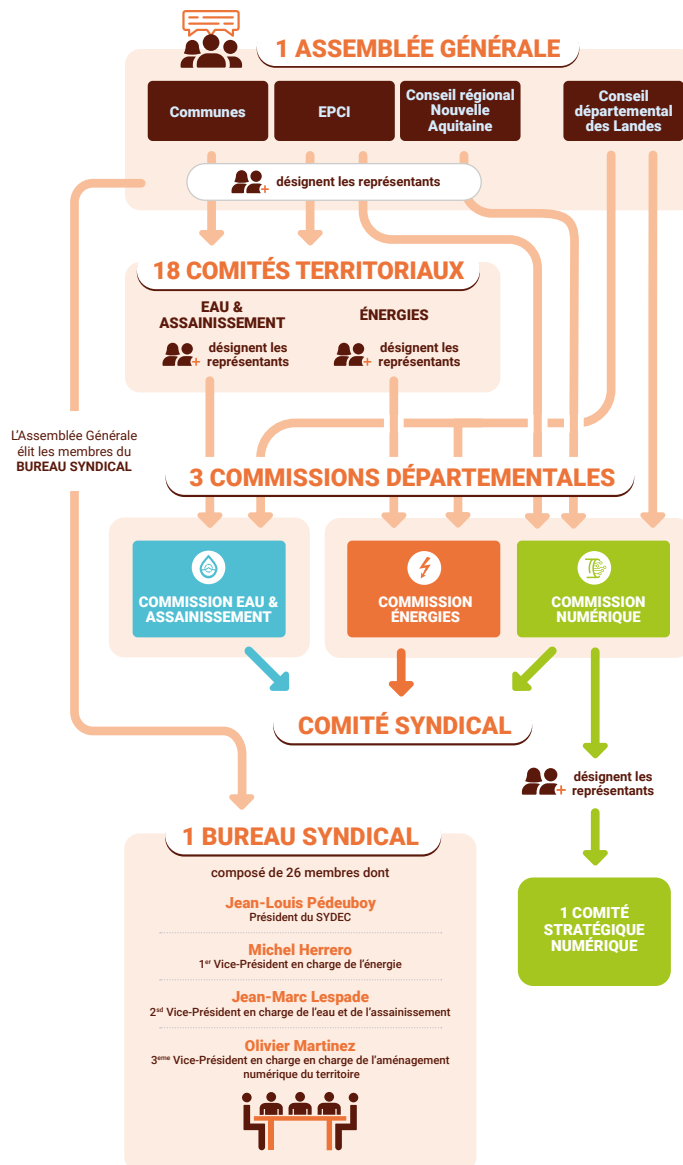 1 ASSEMBLÉE GÉNÉRALE
Communes
EPCI
Conseil régional
Nouvelle
Aquitaine
Conseil
départemental
des Landes
désignent les représentants
18 COMITÉS TERRITORIAUX
EAU &
ASSAINISSEMENT
désignent les
représentants
ÉNERGIES
désignent les
représentants
L'Assemblée Générale
élit les membres du
BUREAU SYNDICAL
3 COMMISSIONS DÉPARTEMENTALES
COMMISSION EAU &
ASSAINISSEMENT
COMMISSION
ÉNERGIES
COMMISSION
NUMÉRIQUE
COMITÉ SYNDICAL
désignent les
représentants
1 COMITÉ
STRATÉGIQUE
NUMÉRIQUE
1 BUREAU SYNDICAL
composé de 26 membres dont
Jean-Louis Pédeuboy
Président du SYDEC
Michel Herrero
1er Vice-Président en charge de l'énergie
Jean-Marc Lespade
2sd Vice-Président en charge de l'eau et de l'assainissement
Olivier Martinez
3eme Vice-Président en charge en charge de l'aménagement
numérique du territoire